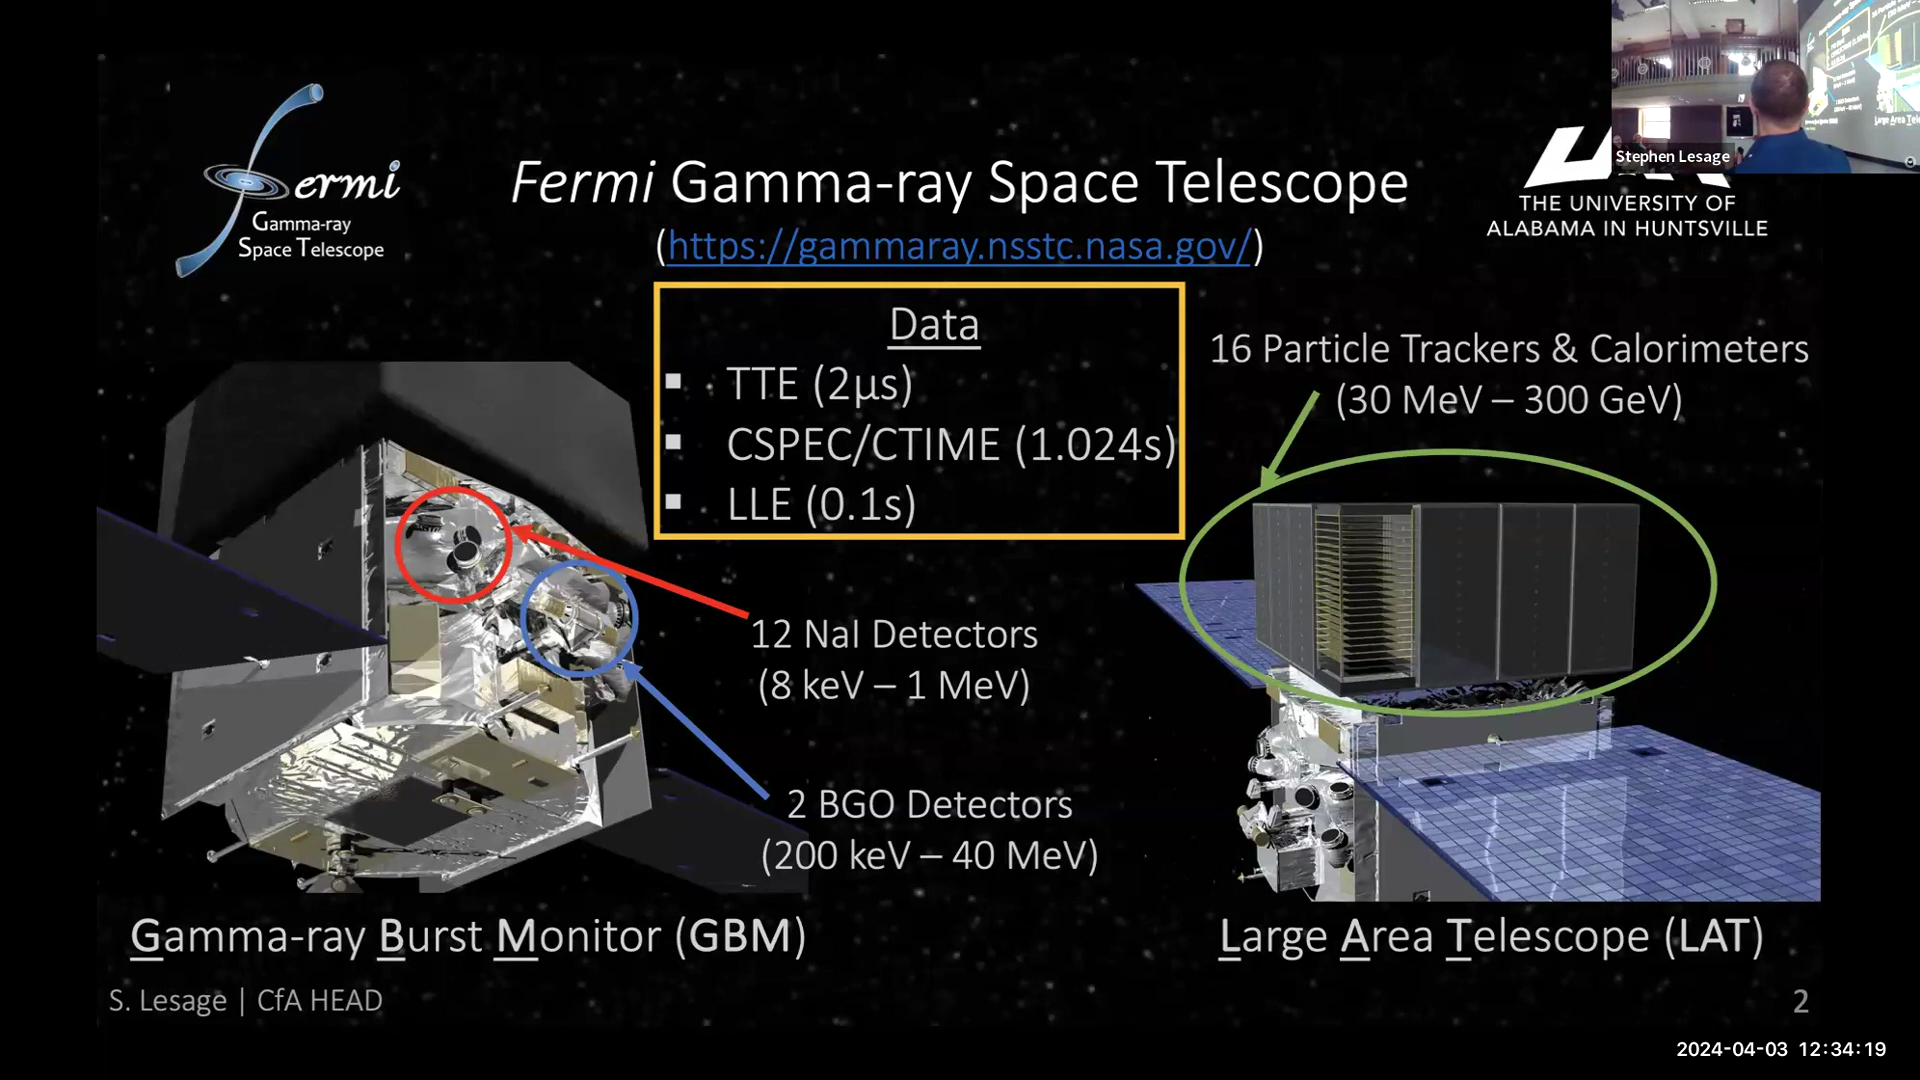 Fermi
Gamma-ray
Space Telescope
Fermi Gamma-ray Space Telescope
(https://gammaray.nsstc.nasa.gov/)
Stephen Lesage
THE UNIVERSITY OF
ALABAMA IN HUNTSVILLE
Data
▪ TTE (2μs)
▪ CSPEC/CTIME (1.024s)
▪ LLE (0.1s)
16 Particle Trackers & Calorimeters
(30 MeV – 300 GeV)
12 NaI Detectors
(8 keV – 1 MeV)
2 BGO Detectors
(200 keV – 40 MeV)
Gamma-ray Burst Monitor (GBM)
Large Area Telescope (LAT)
S. Lesage | CfA HEAD
2
2024-04-03 12:34:19